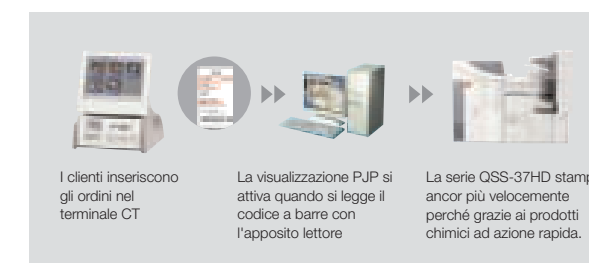 I clienti inseriscono
gli ordini nel
terminale CT
La visualizzazione PJP si
attiva quando si legge il
codice a barre con
l'apposito lettore
La serie QSS-37HD stamp
ancor più velocemente
perché grazie ai prodotti
chimici ad azione rapida.